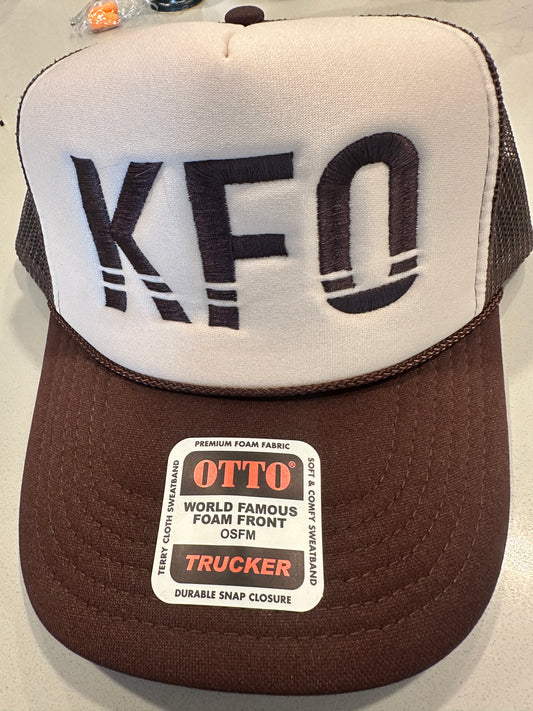 KFO
PREMIUM FOAM FABRIC
TERRY CLOTH SWEATBAND
OTTO®
WORLD FAMOUS
FOAM FRONT
OSFM
TRUCKER
SOFT & COMFY SWEATBAND
DURABLE SNAP CLOSURE